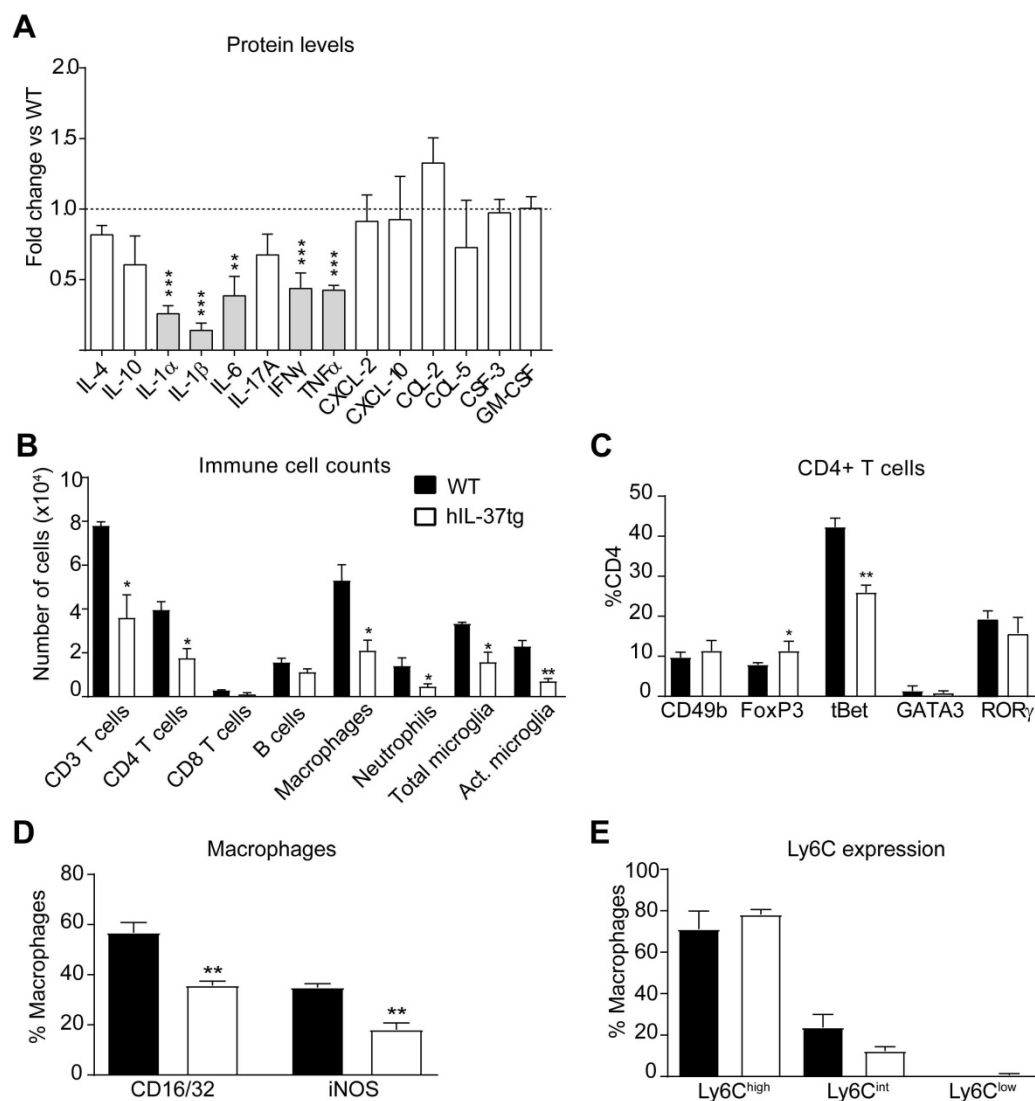 A
Protein levels
Fold change vs WT
2.0
1.5
1.0
0.5
0
***
***
**
***
***
IL-4
IL-10
IL-1α
IL-1β
IL-6
IL-17A
IFNγ
TNFα
CXCL-2
CXCL-10
CCL-2
CCL-5
CSF-3
GM-CSF
B
Immune cell counts
Number of cells (x10⁴)
10
8
6
4
2
0
WT
hIL-37tg
*
*
*
*
*
**
CD3 T cells
CD4 T cells
CD8 T cells
B cells
Macrophages
Neutrophils
Total microglia
Act. microglia
C
CD4+ T cells
%CD4
50
40
30
20
10
0
*
**
CD49b
FoxP3
tBet
GATA3
RORγ
D
Macrophages
% Macrophages
80
60
40
20
0
**
**
CD16/32
iNOS
E
Ly6C expression
% Macrophages
100
80
60
40
20
0
Ly6Cʰⁱᵍʰ
Ly6Cⁱⁿᵗ
Ly6Cˡᵒʷ